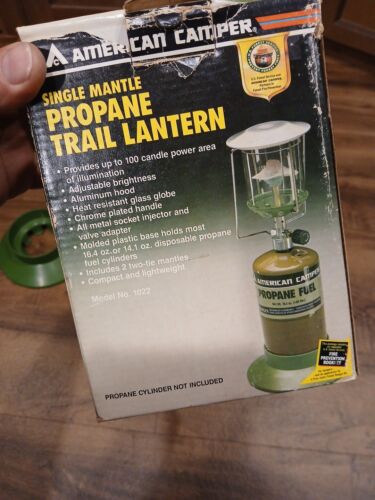 AMERICAN CAMPER®
SINGLE MANTLE
PROPANE
TRAIL LANTERN
• Provides up to 100 candle power area
of illumination
• Adjustable brightness
• Aluminum hood
• Heat resistant glass globe
• Chrome plated handle
• All metal socket injector and
valve adapter
• Molded plastic base holds most
16.4 oz. or 14.1 oz. disposable propane
fuel cylinders
• Includes 2 two-tie mantles
• Compact and lightweight
Model No. 1022
PROPANE CYLINDER NOT INCLUDED
AMERICAN CAMPER
PROPANE FUEL
FIRE
PREVENTION